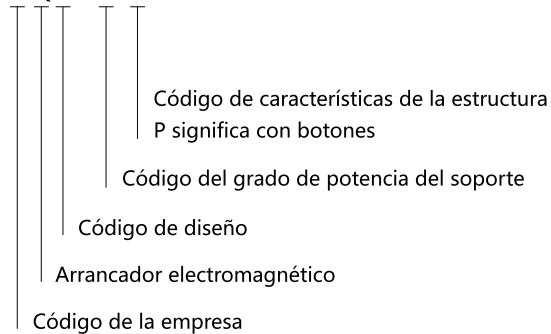 Código de características de la estructura
P significa con botones
Código del grado de potencia del soporte
Código de diseño
Arrancador electromagnético
Código de la empresa